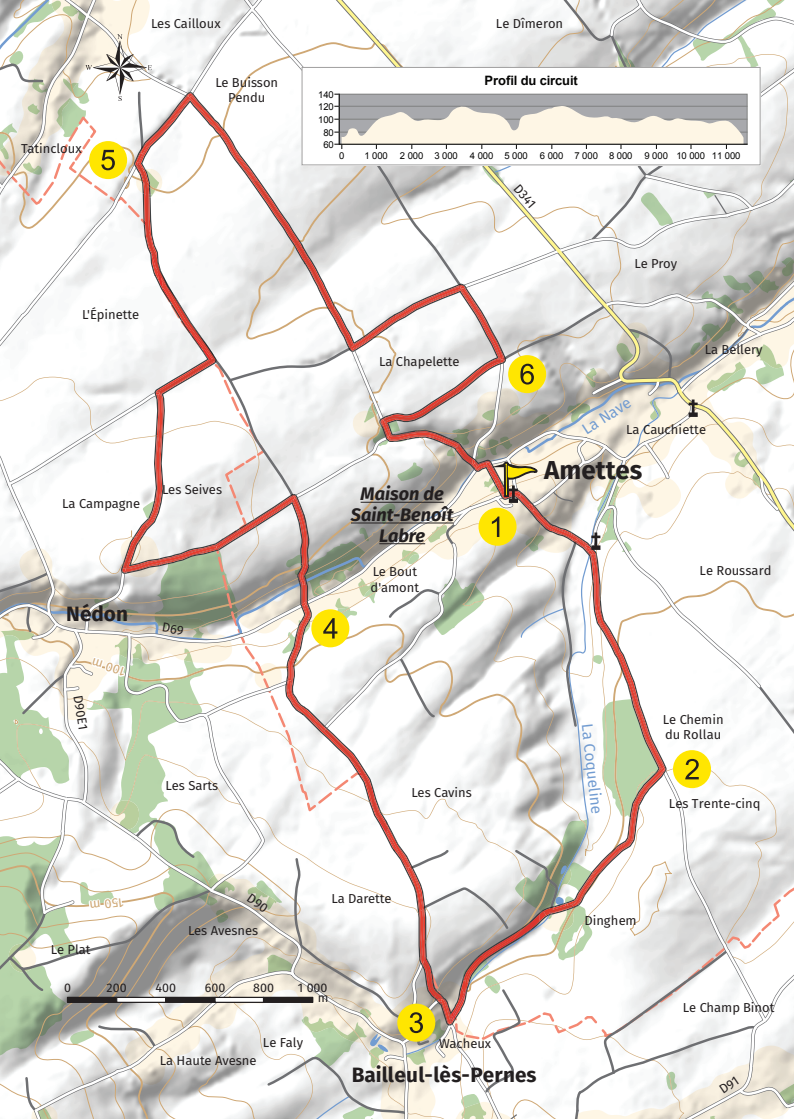 Les Cailloux
Le Dîmeron
N
W
E
S
Le Buisson
Pendu
Profil du circuit
140
120
100
80
60
0
1 000
2 000
3 000
4 000
5 000
6 000
7 000
8 000
9 000
10 000
11 000
Tatincloux
5
D341
Le Proy
L'Épinette
La Bellery
La Chapelette
6
La Nave
La Cauchiette
Amettes
Les Seives
La Campagne
Maison de
Saint-Benoît
Labre
1
Le Bout
d'amont
Le Roussard
Nédon
D69
4
100 m
D90E1
Le Chemin
du Rollau
La Coqueline
2
Les Sarts
Les Cavins
Les Trente-cinq
150 m
D90
La Darette
Les Avesnes
Dinghem
Le Plat
0
200
400
600
800
1 000
m
3
Le Champ Binot
Le Faly
Wacheux
La Haute Avesne
Bailleul-lès-Pernes
D91